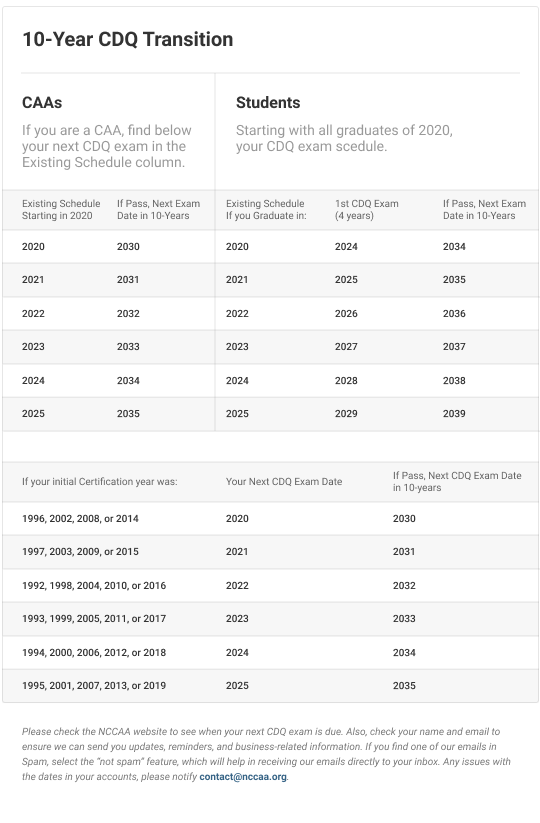 10-Year CDQ Transition
CAAs
If you are a CAA, find below
your next CDQ exam in the
Existing Schedule column.
Students
Starting with all graduates of 2020,
your CDQ exam scedule.
Existing Schedule
Starting in 2020
If Pass, Next Exam
Date in 10-Years
Existing Schedule
If you Graduate in:
1st CDQ Exam
(4 years)
If Pass, Next Exam
Date in 10-Years
2020 2030 2020 2024 2034
2021 2031 2021 2025 2035
2022 2032 2022 2026 2036
2023 2033 2023 2027 2037
2024 2034 2024 2028 2038
2025 2035 2025 2029 2039
If your initial Certification year was:
Your Next CDQ Exam Date
If Pass, Next CDQ Exam Date
in 10-years
1996, 2002, 2008, or 2014 2020 2030
1997, 2003, 2009, or 2015 2021 2031
1992, 1998, 2004, 2010, or 2016 2022 2032
1993, 1999, 2005, 2011, or 2017 2023 2033
1994, 2000, 2006, 2012, or 2018 2024 2034
1995, 2001, 2007, 2013, or 2019 2025 2035
Please check the NCCAA website to see when your next CDQ exam is due. Also, check your name and email to
ensure we can send you updates, reminders, and business-related information. If you find one of our emails in
Spam, select the “not spam” feature, which will help in receiving our emails directly to your inbox. Any issues with
the dates in your accounts, please notify contact@nccaa.org.